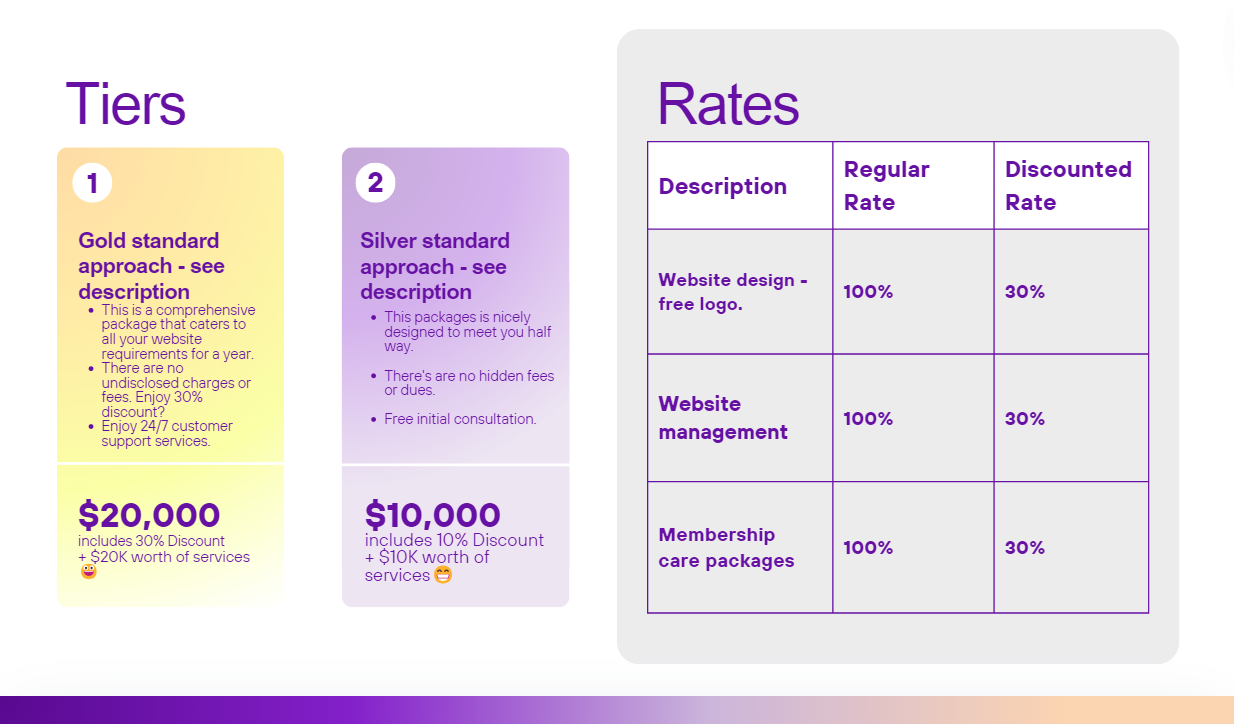 Tiers
1
Gold standard
approach - see
description
• This is a comprehensive
package that caters to
all your website
requirements for a year.
• There are no
undisclosed charges or
fees. Enjoy 30%
discount?
• Enjoy 24/7 customer
support services.
$20,000
includes 30% Discount
+ $20K worth of services
😃
2
Silver standard
approach - see
description
• This packages is nicely
designed to meet you half
way.
• There's are no hidden fees
or dues.
• Free initial consultation.
$10,000
includes 10% Discount
+ $10K worth of
services 😁
Rates
Description
Regular
Rate
Discounted
Rate
Website design -
free logo.
100%
30%
Website
management
100%
30%
Membership
care packages
100%
30%